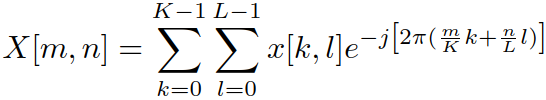 X[m, n] = \sum_{k=0}^{K-1} \sum_{l=0}^{L-1} x[k, l] e^{-j\left[2\pi\left(\frac{m}{K}k + \frac{n}{L}l\right)\right]}